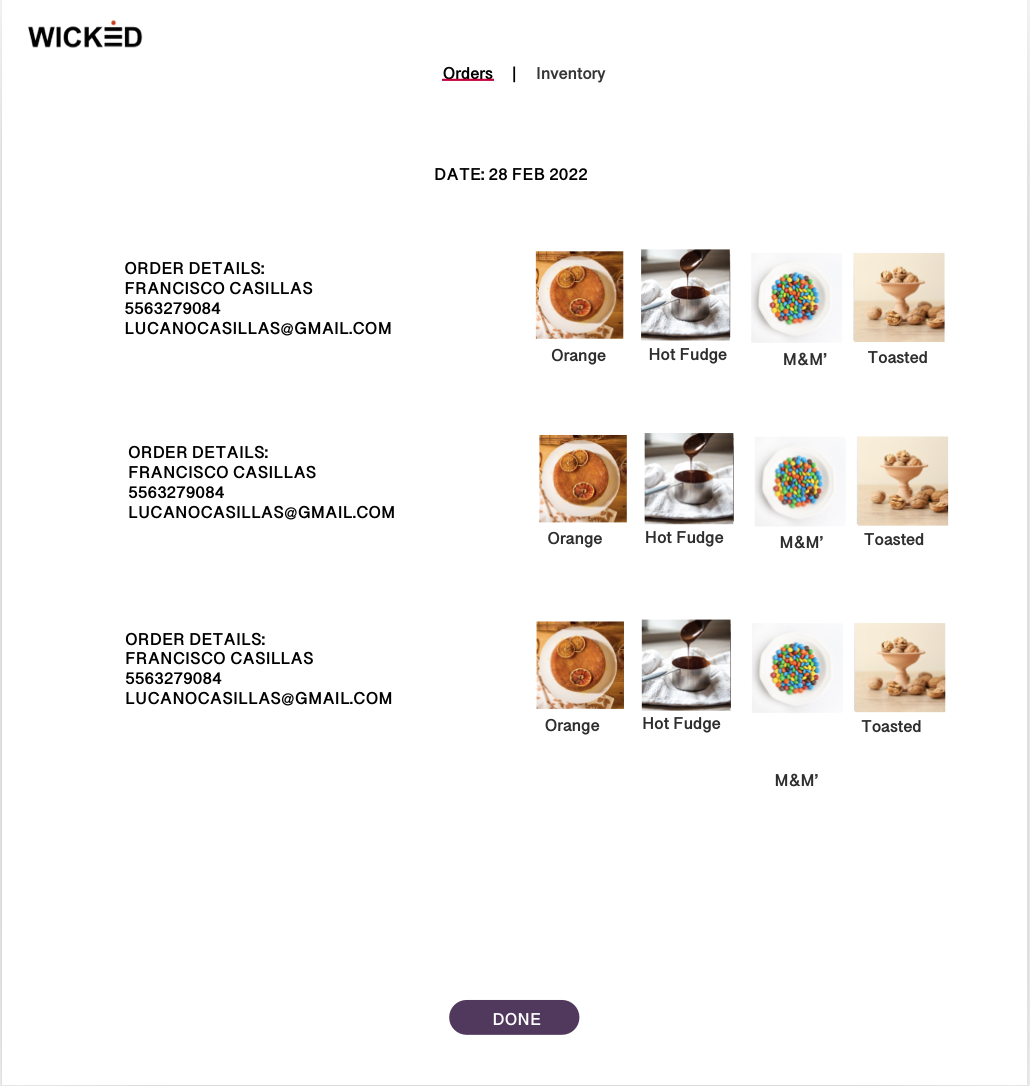 WICKED
Orders | Inventory
DATE: 28 FEB 2022
ORDER DETAILS:
FRANCISCO CASILLAS
5563279084
LUCANOCASILLAS@GMAIL.COM
Orange
Hot Fudge
M&M’
Toasted
ORDER DETAILS:
FRANCISCO CASILLAS
5563279084
LUCANOCASILLAS@GMAIL.COM
Orange
Hot Fudge
M&M’
Toasted
ORDER DETAILS:
FRANCISCO CASILLAS
5563279084
LUCANOCASILLAS@GMAIL.COM
Orange
Hot Fudge
Toasted
M&M’
DONE